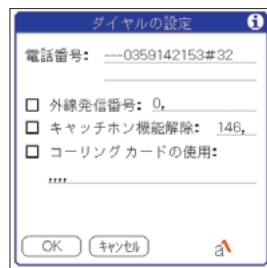 ダイヤルの設定
電話番号: ---0359142153#32
外線発信番号: 0,
キャッチホン機能解除: 146,
コーリング カードの使用:
,,,,
OK キャンセル a